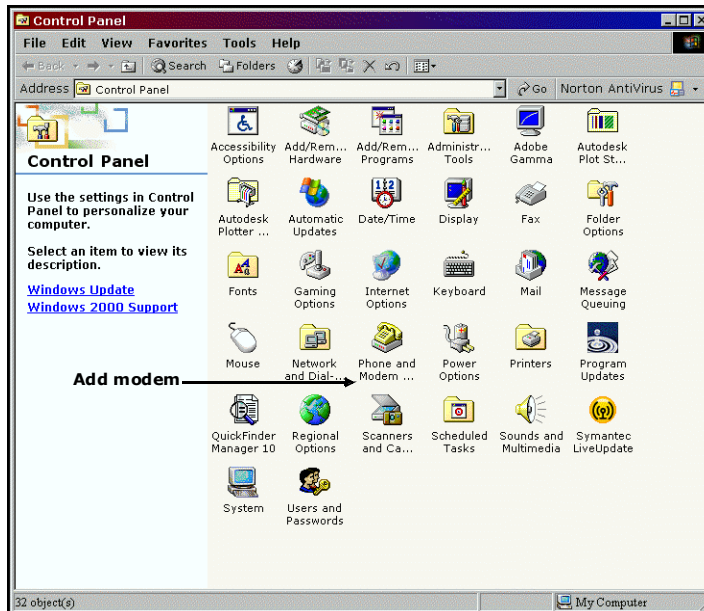 Control Panel
File Edit View Favorites Tools Help
Back Search Folders
Address Control Panel Go Norton AntiVirus
Control Panel
Use the settings in Control
Panel to personalize your
computer.
Select an item to view its
description.
Windows Update
Windows 2000 Support
Accessibility Add/Rem... Add/Rem... Administr... Adobe Autodesk
Options Hardware Programs Tools Gamma Plot St...
Autodesk Automatic Date/Time Display Fax Folder
Plotter ... Updates Options
Fonts Gaming Internet Keyboard Mail Message
Options Options Queuing
Mouse Network Phone and Power Printers Program
and Dial-... Modem ... Options Updates
Add modem
QuickFinder Regional Scanners Scheduled Sounds and Symantec
Manager 10 Options and Ca... Tasks Multimedia LiveUpdate
System Users and
Passwords
32 object(s) My Computer